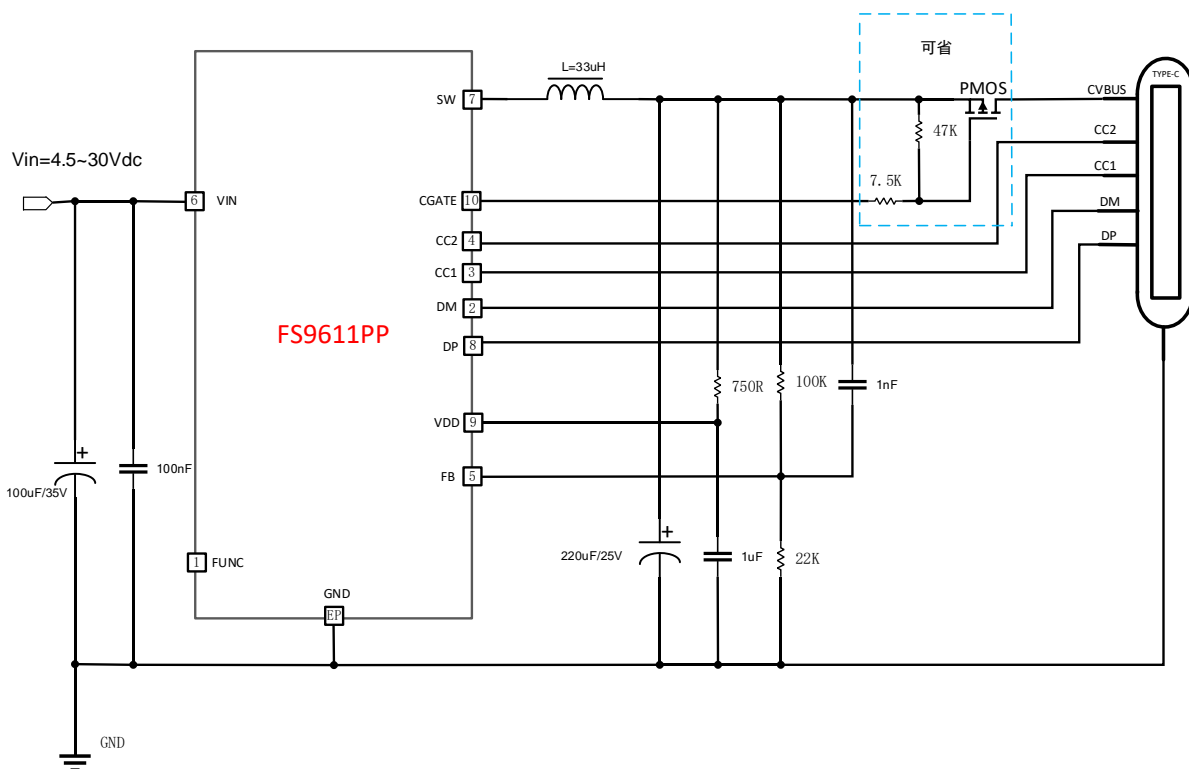 可省
L=33uH
TYPE-C
SW
7
PMOS
CVBUS
47K
CC2
Vin=4.5~30Vdc
CC1
7.5K
6
VIN
CGATE
10
DM
CC2
4
DP
CC1
3
DM
2
FS9611PP
DP
8
750R
100K
1nF
VDD
9
100nF
FB
5
100uF/35V
220uF/25V
1uF
22K
1
FUNC
GND
EP
GND